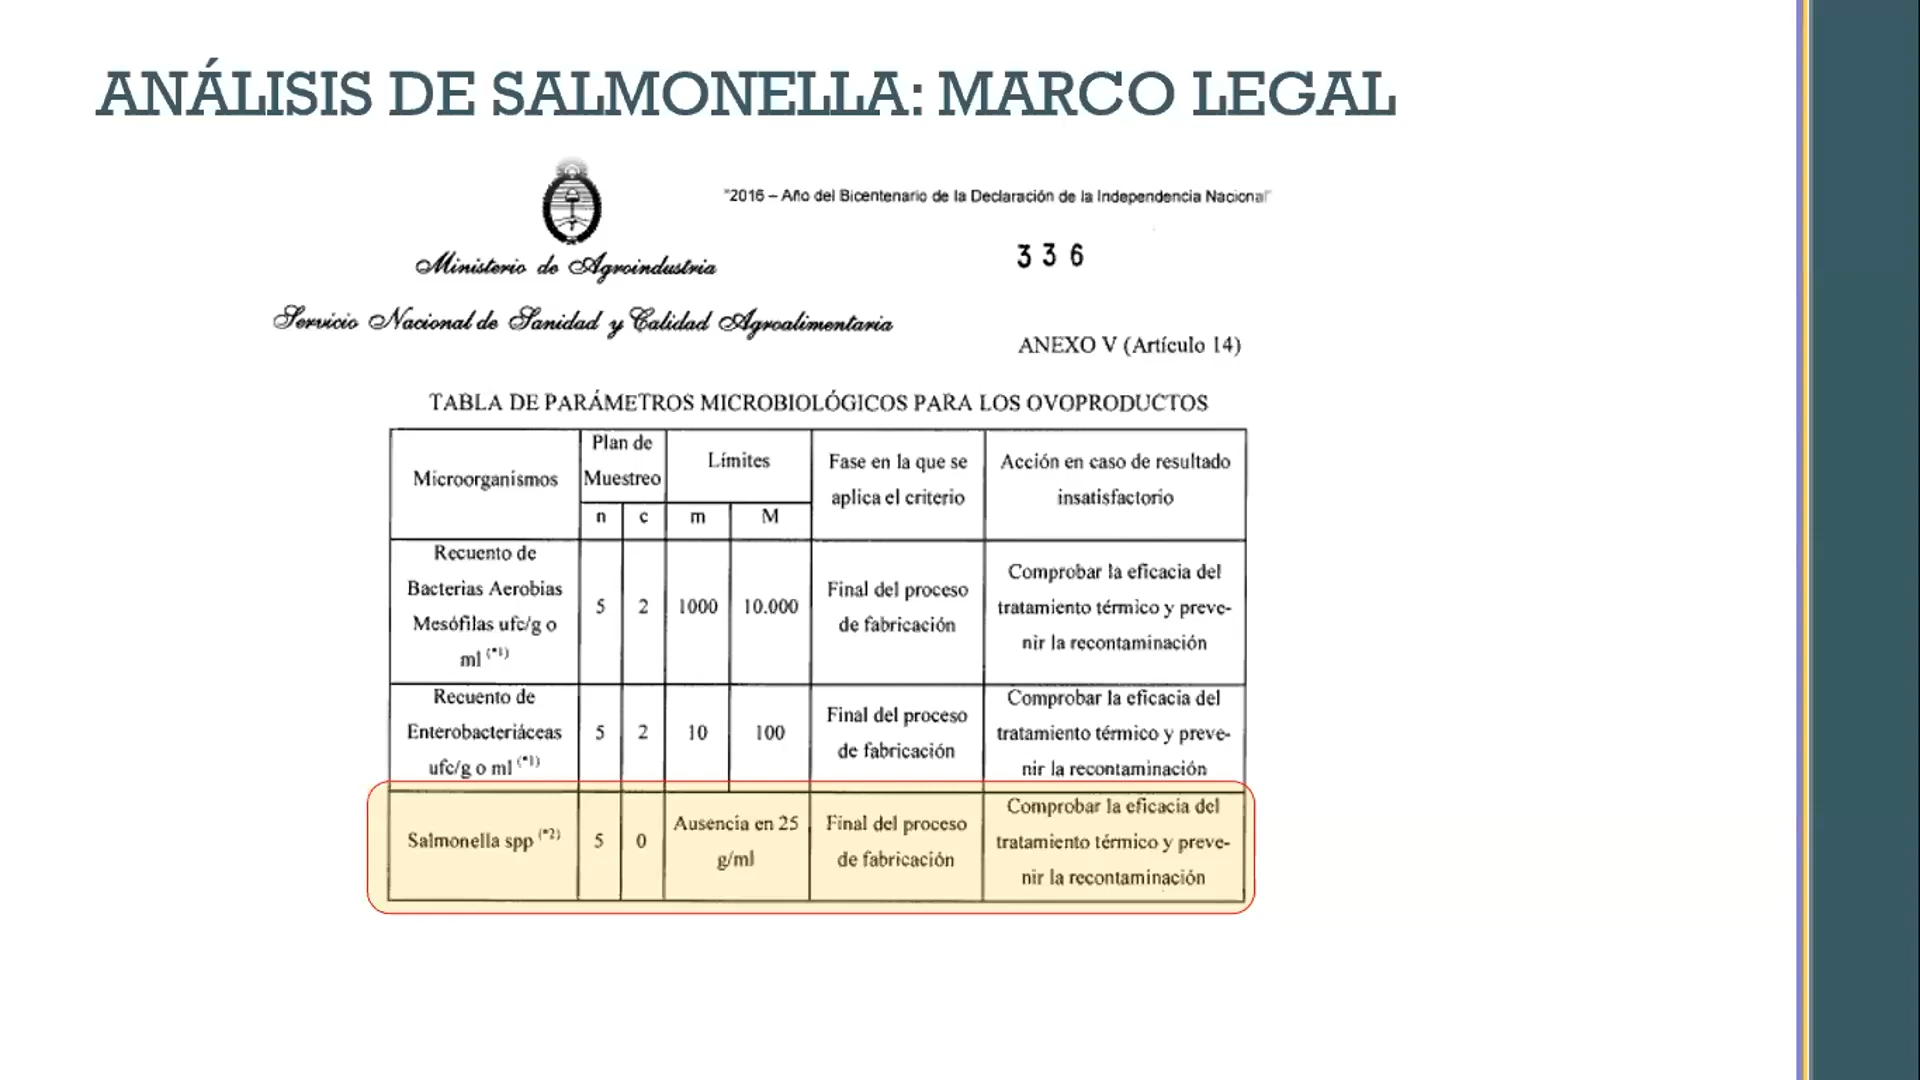 ANÁLISIS DE SALMONELLA: MARCO LEGAL
"2016 – Año del Bicentenario de la Declaración de la Independencia Nacional"
336
Ministerio de Agroindustria
Servicio Nacional de Sanidad y Calidad Agroalimentaria
ANEXO V (Artículo 14)
TABLA DE PARÁMETROS MICROBIOLÓGICOS PARA LOS OVOPRODUCTOS
Microorganismos
Plan de
Muestreo
Límites
Fase en la que se
aplica el criterio
Acción en caso de resultado
insatisfactorio
n c m M
Recuento de
Bacterias Aerobias
Mesófilas ufc/g o
ml (*1)
5 2 1000 10.000
Final del proceso
de fabricación
Comprobar la eficacia del
tratamiento térmico y preve-
nir la recontaminación
Recuento de
Enterobacteriáceas
ufc/g o ml (*1)
5 2 10 100
Final del proceso
de fabricación
Comprobar la eficacia del
tratamiento térmico y preve-
nir la recontaminación
Salmonella spp (*2)
5 0
Ausencia en 25
g/ml
Final del proceso
de fabricación
Comprobar la eficacia del
tratamiento térmico y preve-
nir la recontaminación